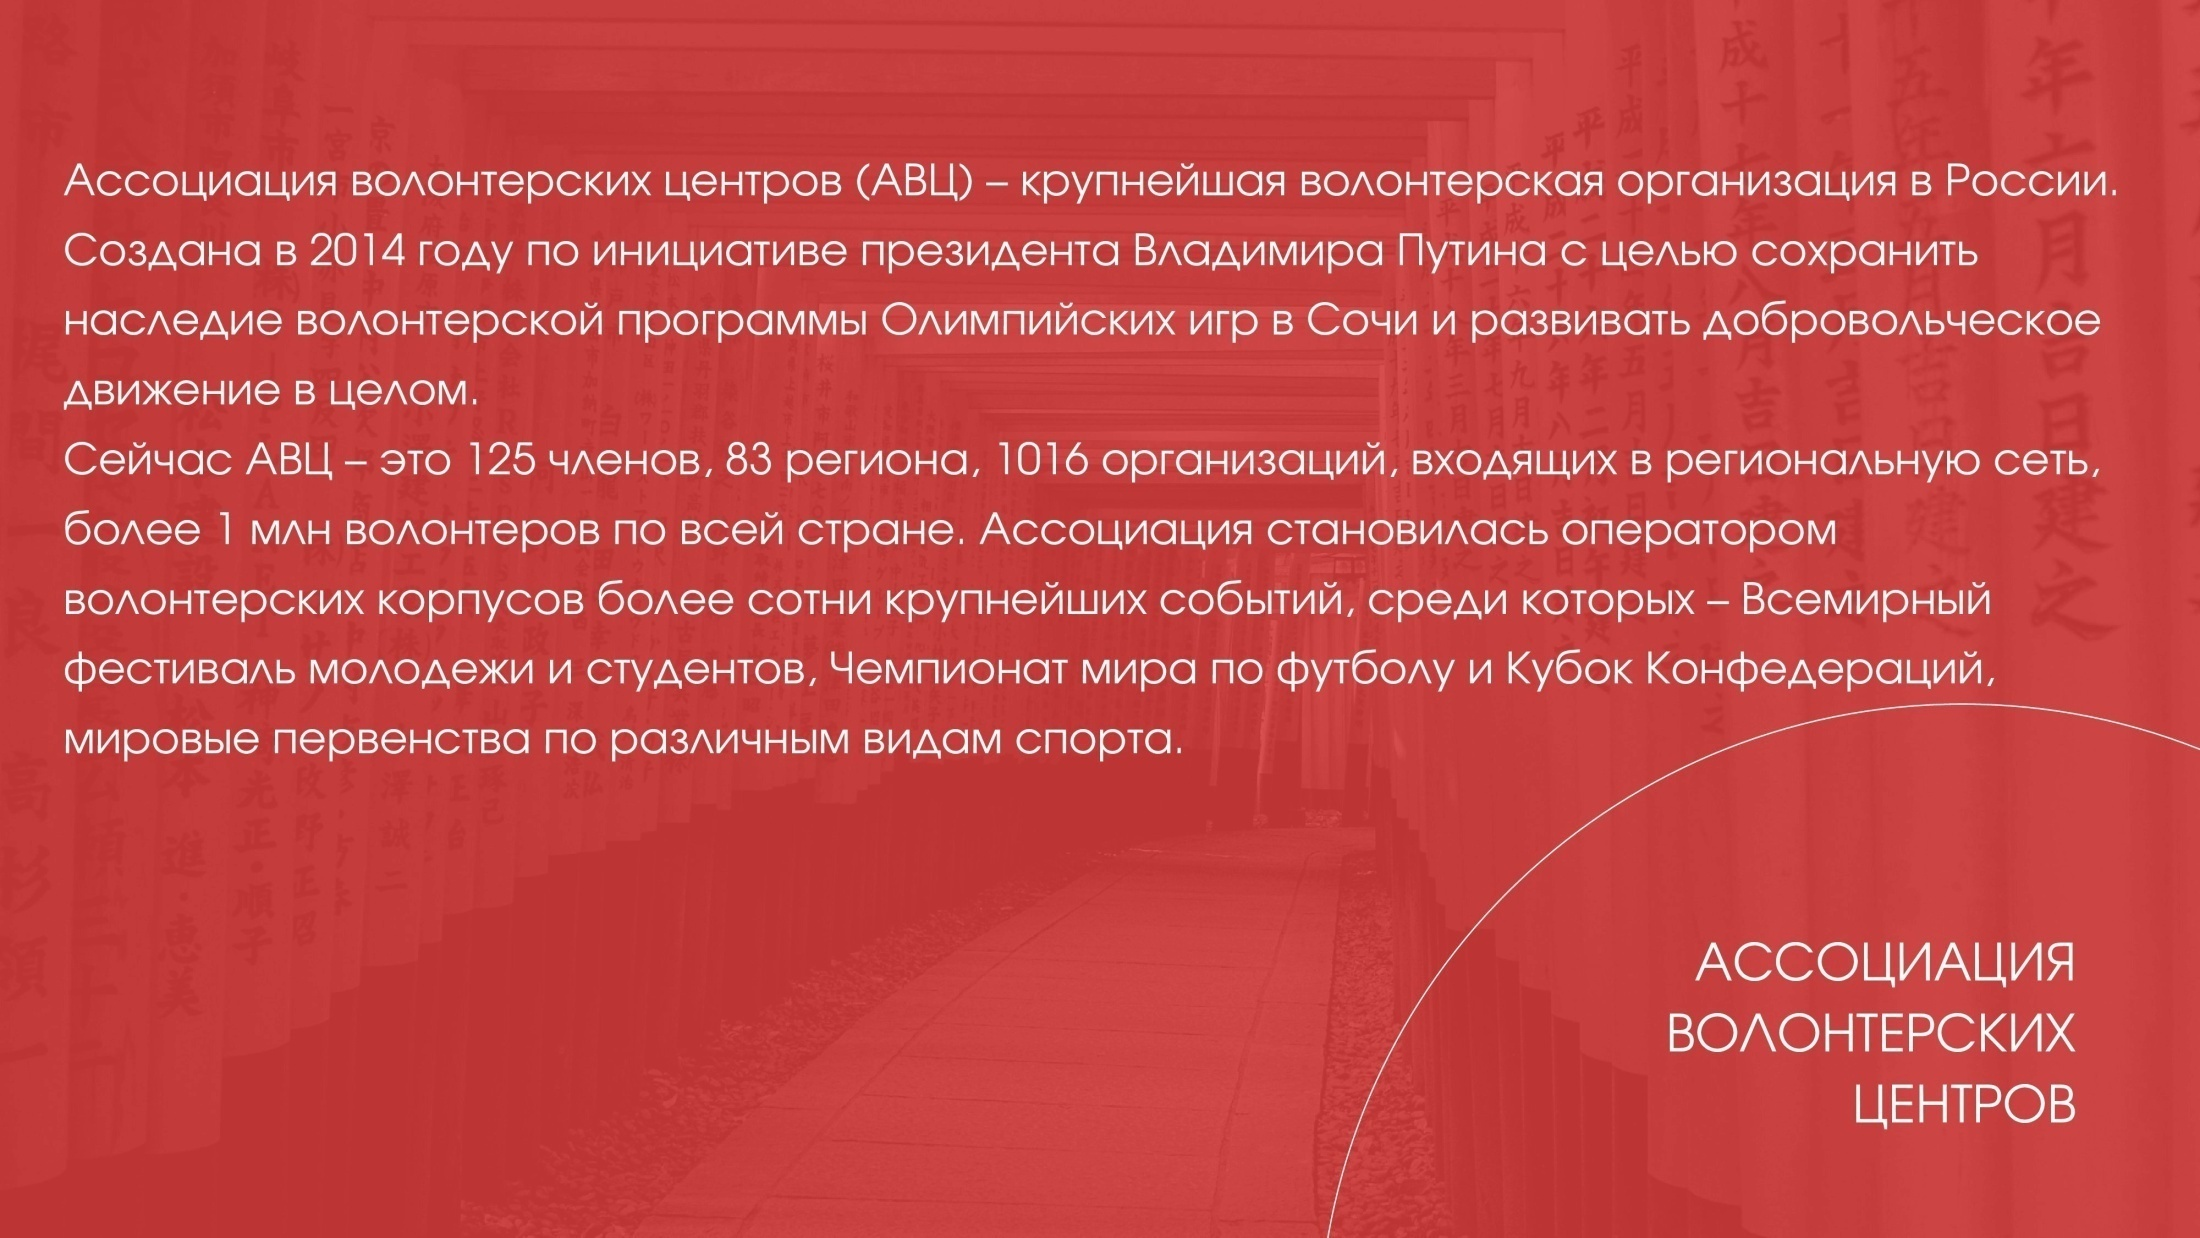 Ассоциация волонтерских центров (АВЦ) – крупнейшая волонтерская организация в России.
Создана в 2014 году по инициативе президента Владимира Путина с целью сохранить
наследие волонтерской программы Олимпийских игр в Сочи и развивать добровольческое
движение в целом.
Сейчас АВЦ – это 125 членов, 83 региона, 1016 организаций, входящих в региональную сеть,
более 1 млн волонтеров по всей стране. Ассоциация становилась оператором
волонтерских корпусов более сотни крупнейших событий, среди которых – Всемирный
фестиваль молодежи и студентов, Чемпионат мира по футболу и Кубок Конфедераций,
мировые первенства по различным видам спорта.
АССОЦИАЦИЯ
ВОЛОНТЕРСКИХ
ЦЕНТРОВ